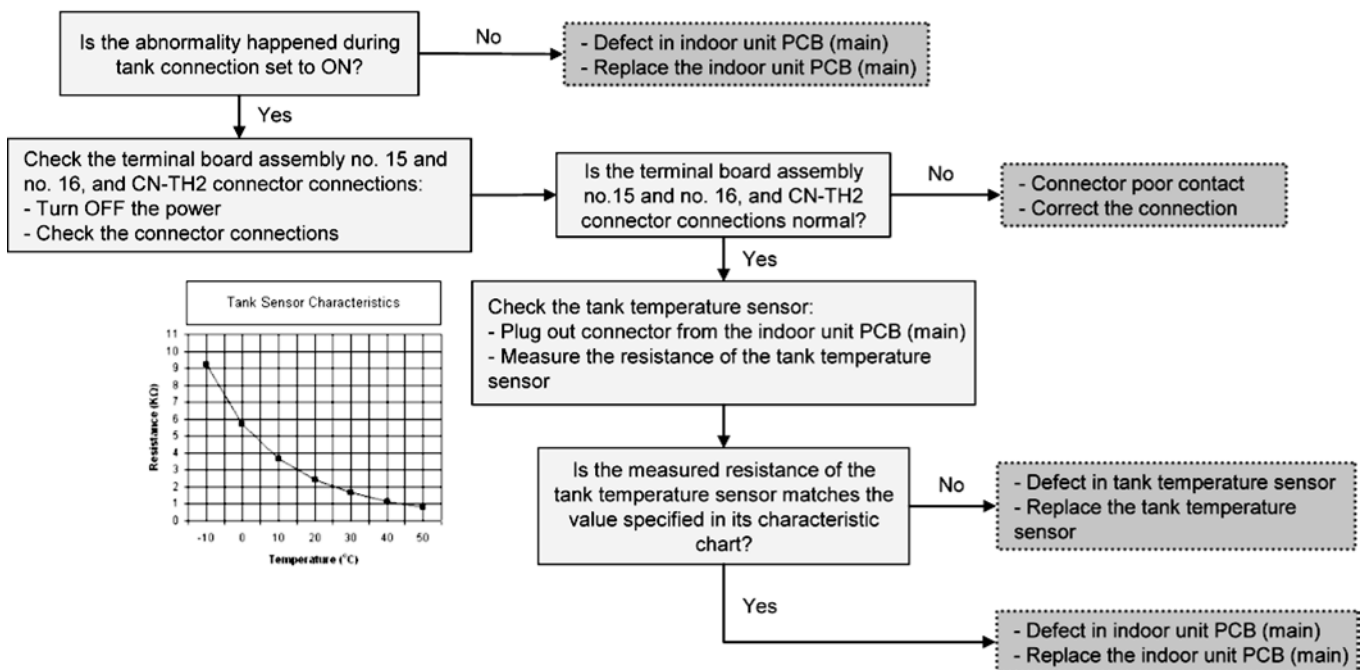 Is the abnormality happened during
tank connection set to ON?
No
- Defect in indoor unit PCB (main)
- Replace the indoor unit PCB (main)
Yes
Check the terminal board assembly no. 15 and
no. 16, and CN-TH2 connector connections:
- Turn OFF the power
- Check the connector connections
Is the terminal board assembly
no.15 and no. 16, and CN-TH2
connector connections normal?
No
- Connector poor contact
- Correct the connection
Yes
Check the tank temperature sensor:
- Plug out connector from the indoor unit PCB (main)
- Measure the resistance of the tank temperature
sensor
Tank Sensor Characteristics
Resistance (KΩ)
11
10
9
8
7
6
5
4
3
2
1
0
-10 0 10 20 30 40 50
Temperature (°C)
Is the measured resistance of the
tank temperature sensor matches the
value specified in its characteristic
chart?
No
- Defect in tank temperature sensor
- Replace the tank temperature
sensor
Yes
- Defect in indoor unit PCB (main)
- Replace the indoor unit PCB (main)